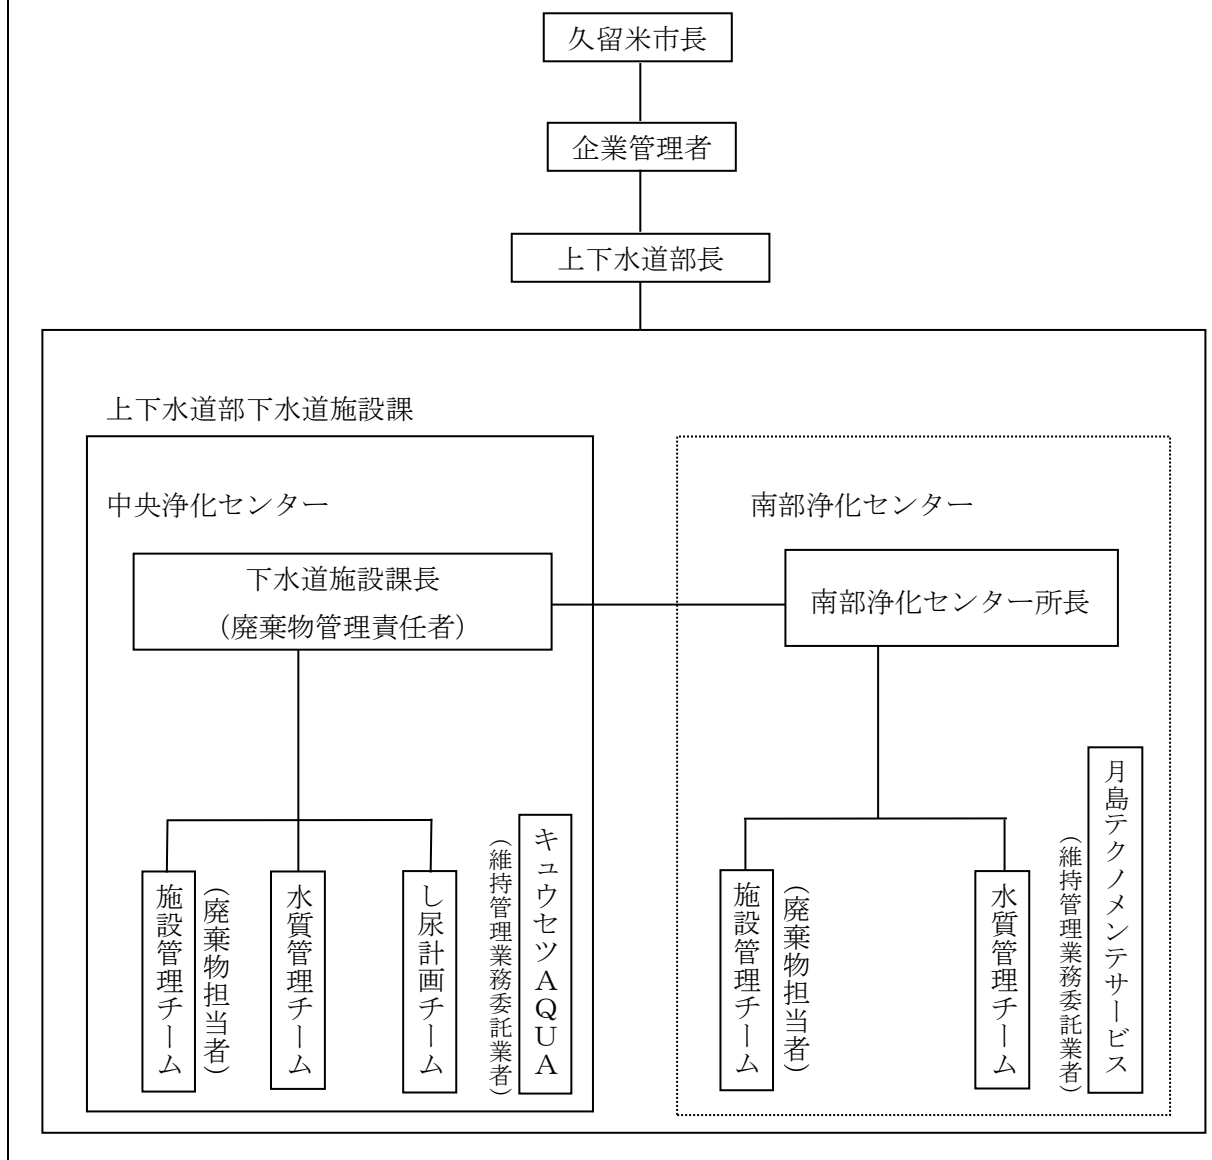 久留米市長
企業管理者
上下水道部長
上下水道部下水道施設課
中央浄化センター
下水道施設課長
（廃棄物管理責任者）
施設管理チーム
（廃棄物担当者）
水質管理チーム
し尿計画チーム
（維持管理業務委託業者）
キュウセツＡＱＵＡ
南部浄化センター
南部浄化センター所長
施設管理チーム
（廃棄物担当者）
水質管理チーム
（維持管理業務委託業者）
月島テクノメンテサービス